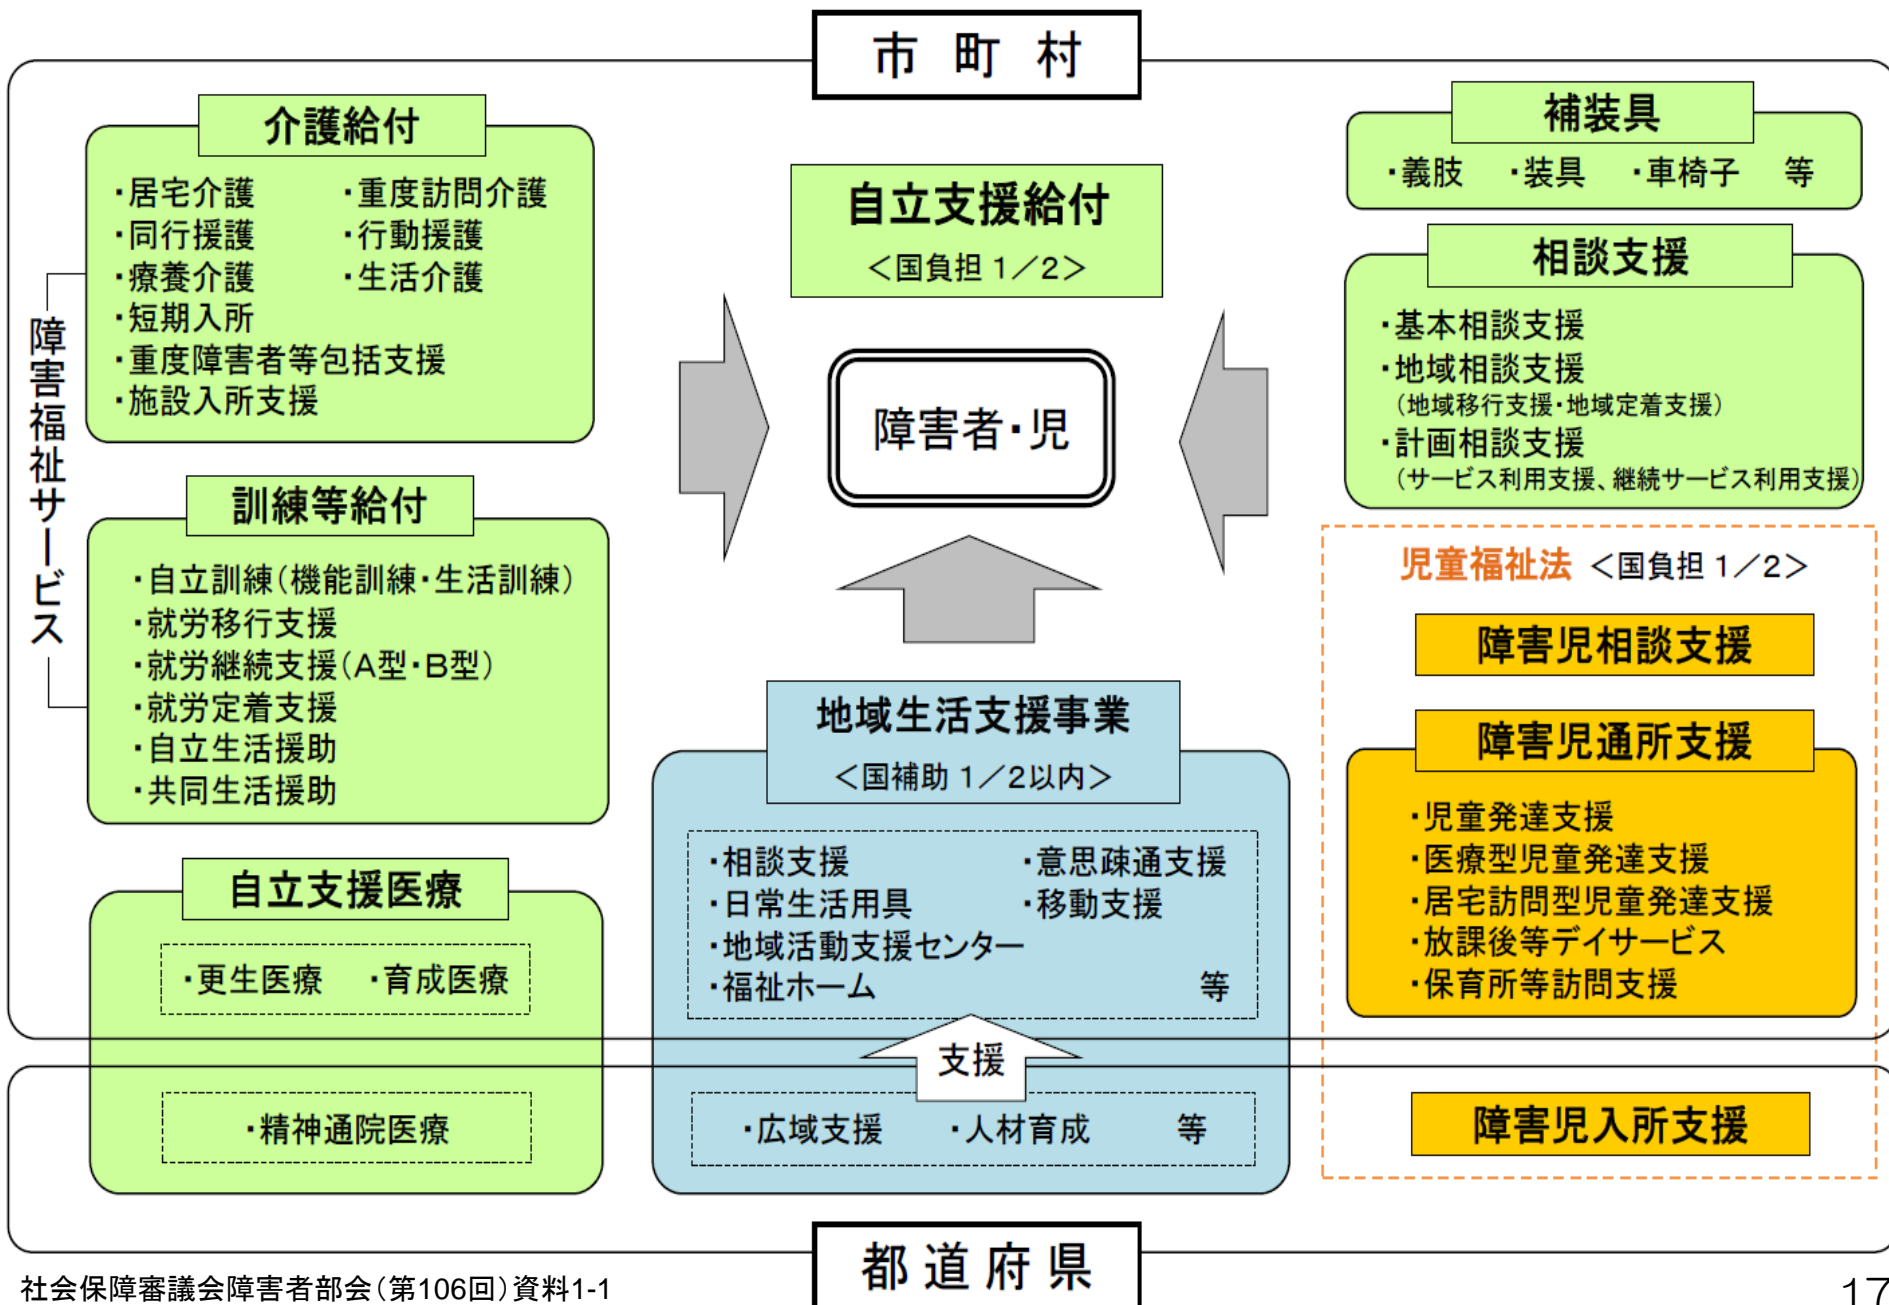 市町村
介護給付
・居宅介護 ・重度訪問介護
・同行援護 ・行動援護
・療養介護 ・生活介護
・短期入所
・重度障害者等包括支援
・施設入所支援
障害福祉サービス
訓練等給付
・自立訓練(機能訓練・生活訓練)
・就労移行支援
・就労継続支援(A型・B型)
・就労定着支援
・自立生活援助
・共同生活援助
自立支援医療
・更生医療 ・育成医療
・精神通院医療
自立支援給付
<国負担 1/2>
障害者・児
地域生活支援事業
<国補助 1/2以内>
・相談支援 ・意思疎通支援
・日常生活用具 ・移動支援
・地域活動支援センター
・福祉ホーム 等
支援
・広域支援 ・人材育成 等
補装具
・義肢 ・装具 ・車椅子 等
相談支援
・基本相談支援
・地域相談支援
(地域移行支援・地域定着支援)
・計画相談支援
(サービス利用支援、継続サービス利用支援)
児童福祉法 <国負担 1/2>
障害児相談支援
障害児通所支援
・児童発達支援
・医療型児童発達支援
・居宅訪問型児童発達支援
・放課後等デイサービス
・保育所等訪問支援
障害児入所支援
都道府県
社会保障審議会障害者部会(第106回)資料1-1
17